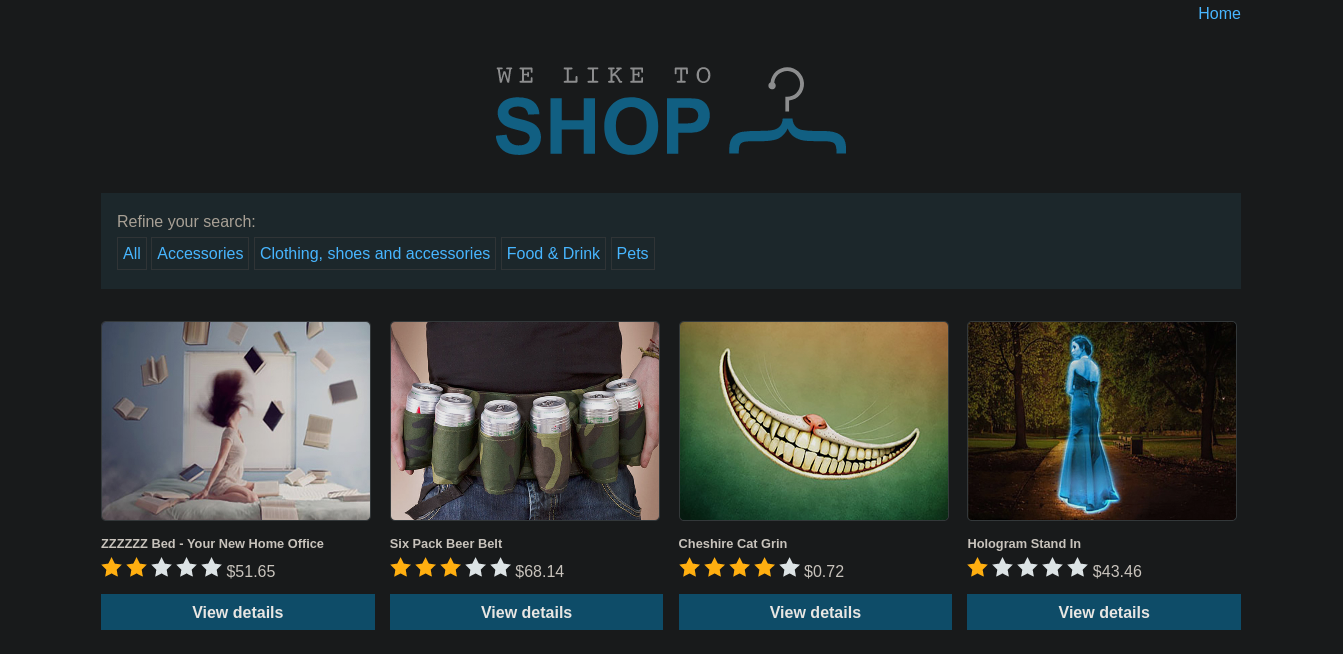 Home
WE LIKE TO
SHOP
Refine your search:
All Accessories Clothing, shoes and accessories Food & Drink Pets
ZZZZZZ Bed - Your New Home Office Six Pack Beer Belt Cheshire Cat Grin Hologram Stand In
$51.65 $68.14 $0.72 $43.46
View details View details View details View details